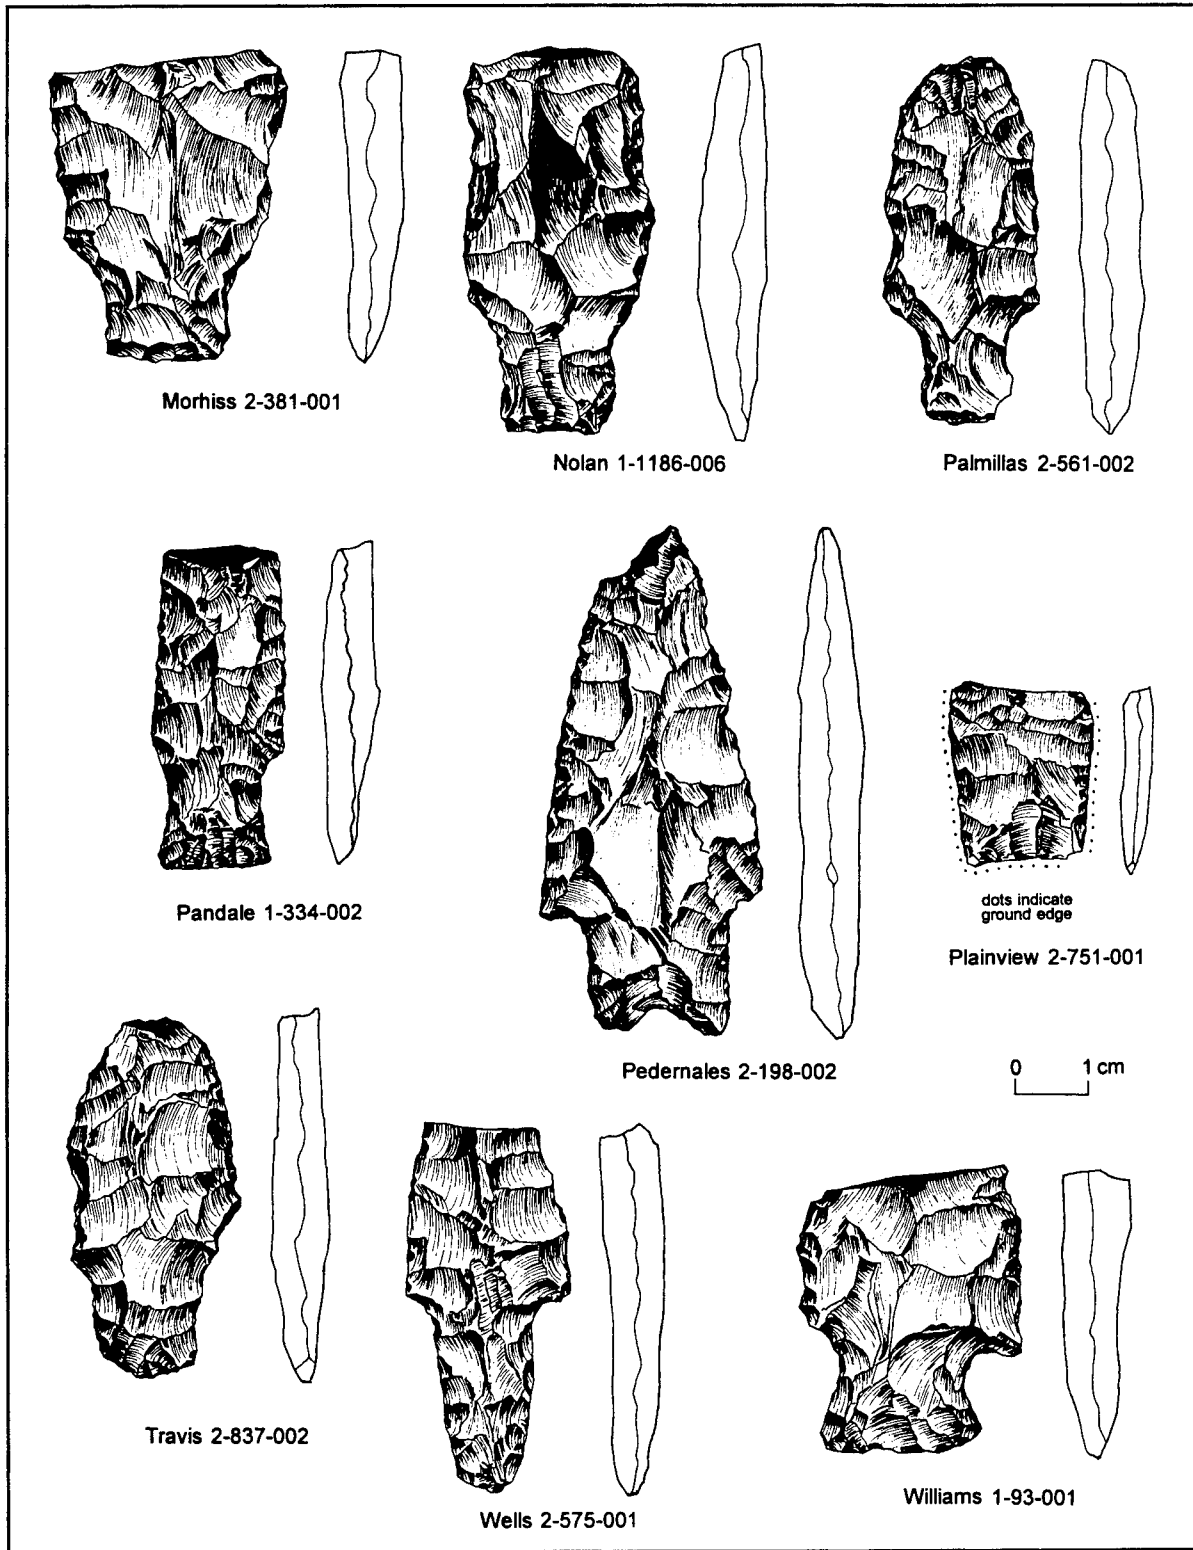 Morhiss 2-381-001
Nolan 1-1186-006
Palmillas 2-561-002
Pandale 1-334-002
Pedernales 2-198-002
dots indicate
ground edge
Plainview 2-751-001
0 1 cm
Travis 2-837-002
Wells 2-575-001
Williams 1-93-001